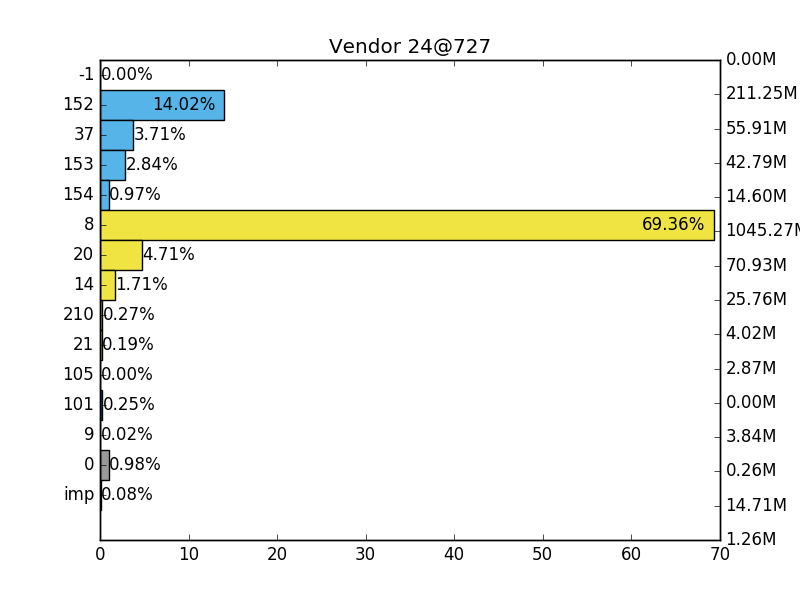 Vendor 24@727
-1 0.00% 0.00M
152 14.02% 211.25M
37 3.71% 55.91M
153 2.84% 42.79M
154 0.97% 14.60M
8 69.36% 1045.27M
20 4.71% 70.93M
14 1.71% 25.76M
210 0.27% 4.02M
21 0.19% 2.87M
105 0.00% 0.00M
101 0.25% 3.84M
9 0.02% 0.26M
0 0.98% 14.71M
imp 0.08% 1.26M
0 10 20 30 40 50 60 70